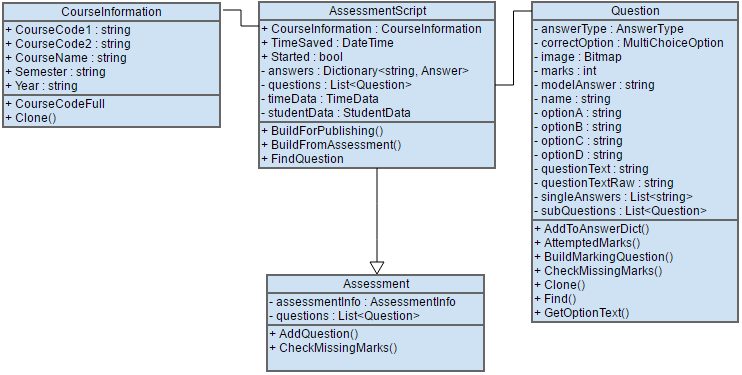 CourseInformation
+ CourseCode1 : string
+ CourseCode2 : string
+ CourseName : string
+ Semester : string
+ Year : string
+ CourseCodeFull
+ Clone()
AssessmentScript
+ CourseInformation : CourseInformation
+ TimeSaved : DateTime
+ Started : bool
- answers : Dictionary<string, Answer>
- questions : List<Question>
- timeData : TimeData
- studentData : StudentData
+ BuildForPublishing()
+ BuildFromAssessment()
+ FindQuestion
Question
- answerType : AnswerType
- correctOption : MultiChoiceOption
- image : Bitmap
- marks : int
- modelAnswer : string
- name : string
- optionA : string
- optionB : string
- optionC : string
- optionD : string
- questionText : string
- questionTextRaw : string
- singleAnswers : List<string>
- subQuestions : List<Question>
+ AddToAnswerDict()
+ AttemptedMarks()
+ BuildMarkingQuestion()
+ CheckMissingMarks()
+ Clone()
+ Find()
+ GetOptionText()
Assessment
- assessmentInfo : AssessmentInfo
- questions : List<Question>
+ AddQuestion()
+ CheckMissingMarks()